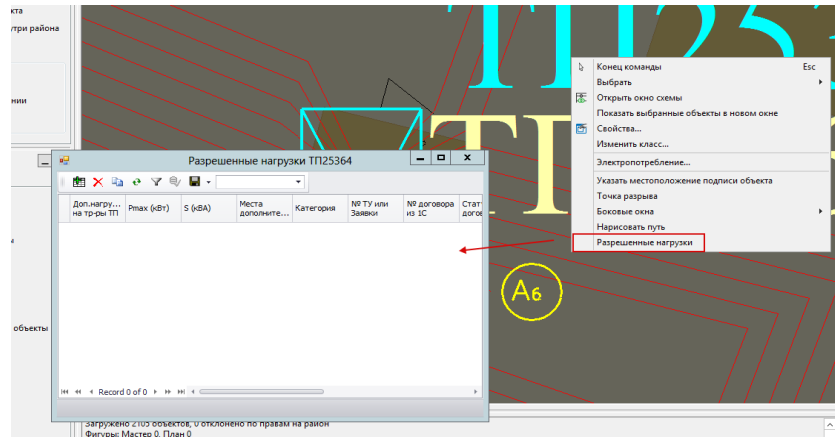 кта
утри района
нии
ы
объекты
Разрешенные нагрузки ТП25364
Доп.нагру...
на тр-ры ТП
Pmax (кВт)
S (кВА)
Места
дополните...
Категория
№ ТУ или
Заявки
№ договора
из 1С
Стат
догов
Record 0 of 0
Конец команды Esc
Выбрать
Открыть окно схемы
Показать выбранные объекты в новом окне
Свойства...
Изменить класс...
Электропотребление...
Указать местоположение подписи объекта
Точка разрыва
Боковые окна
Нарисовать путь
Разрешенные нагрузки
А6
Загружено 2103 объектов, 0 отклонено по правам на район
Фигуры: Мастер 0, План 0